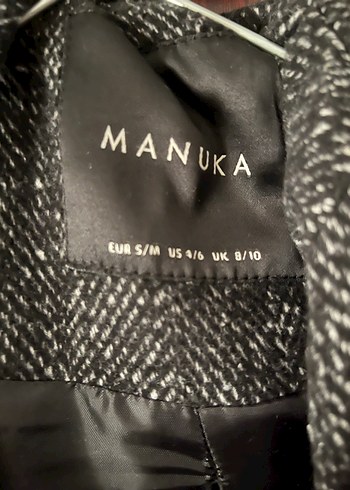 MANUKA
EUR S/M US 4/6 UK 8/10